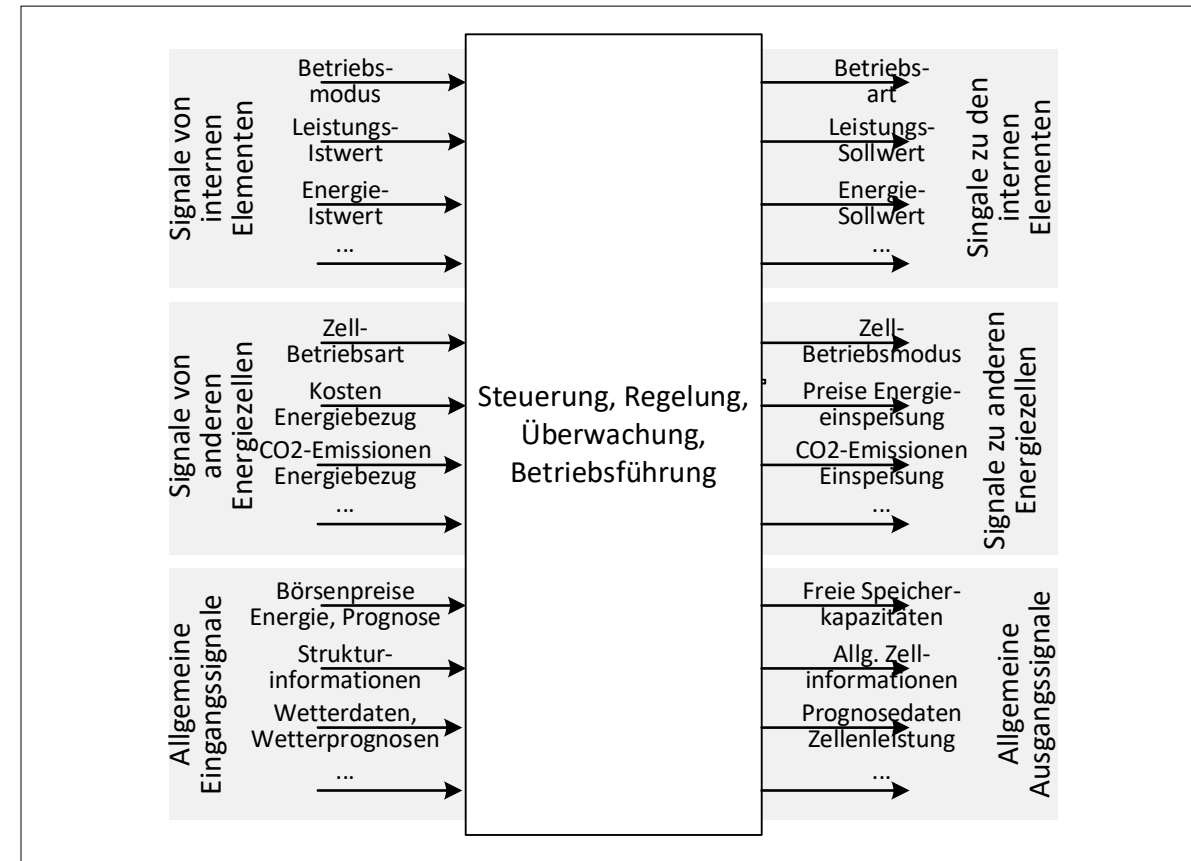 Signale von
internen
Elementen
Betriebs-
modus
Leistungs-
Istwert
Energie-
Istwert
...
Signale von
anderen
Energiezellen
Zell-
Betriebsart
Kosten
Energiebezug
CO2-Emissionen
Energiebezug
...
Allgemeine
Eingangssignale
Börsenpreise
Energie, Prognose
Struktur-
informationen
Wetterdaten,
Wetterprognosen
...
Steuerung, Regelung,
Überwachung,
Betriebsführung
Betriebs-
art
Leistungs-
Sollwert
Energie-
Sollwert
...
Singale zu den
internen
Elementen
Zell-
Betriebsmodus
Preise Energie-
einspeisung
CO2-Emissionen
Einspeisung
...
Signale zu anderen
Energiezellen
Freie Speicher-
kapazitäten
Allg. Zell-
informationen
Prognosedaten
Zellenleistung
...
Allgemeine
Ausgangssignale